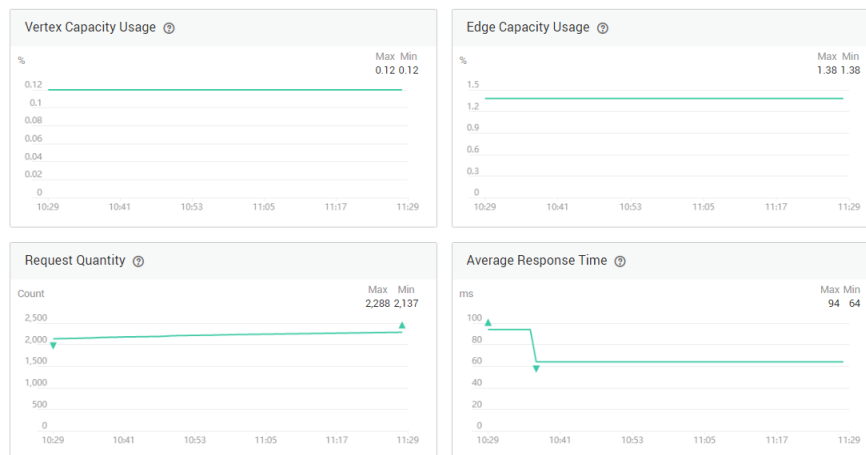 Vertex Capacity Usage
%
Max Min
0.12 0.12
0.12
0.1
0.08
0.06
0.04
0.02
0
10:29 10:41 10:53 11:05 11:17 11:29
Edge Capacity Usage
%
Max Min
1.38 1.38
1.5
1.2
0.9
0.6
0.3
0
10:29 10:41 10:53 11:05 11:17 11:29
Request Quantity
Count
Max Min
2,288 2,137
2,500
2,000
1,500
1,000
500
0
10:29 10:41 10:53 11:05 11:17 11:29
Average Response Time
ms
Max Min
94 64
100
80
60
40
20
0
10:29 10:41 10:53 11:05 11:17 11:29